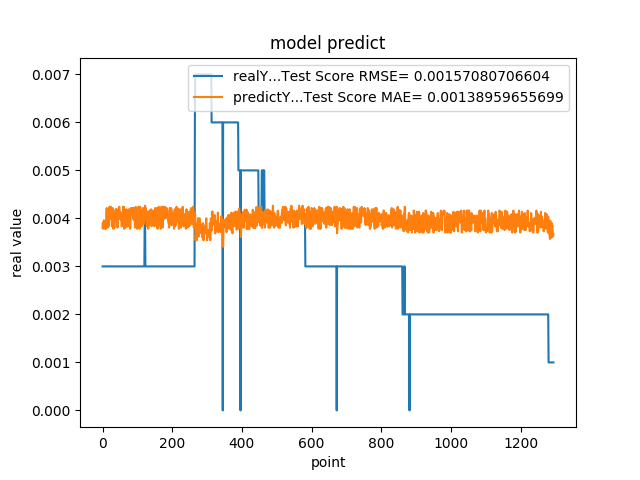 model predict
realY...Test Score RMSE= 0.00157080706604
predictY...Test Score MAE= 0.00138959655699
0.007
0.006
0.005
0.004
0.003
0.002
0.001
0.000
real value
0 200 400 600 800 1000 1200
point